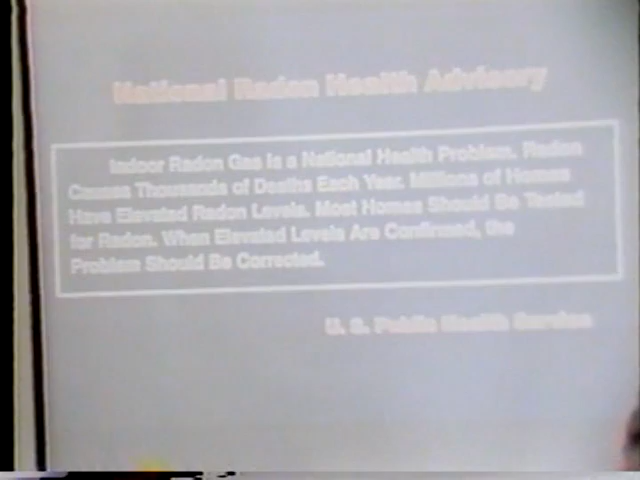 National Radon Health Advisory
Indoor Radon Gas is a National Health Problem. Radon
Causes Thousands of Deaths Each Year. Millions of Homes
Have Elevated Radon Levels. Most Homes Should Be Tested
for Radon. When Elevated Levels Are Confirmed, the
Problem Should Be Corrected.
U. S. Public Health Service